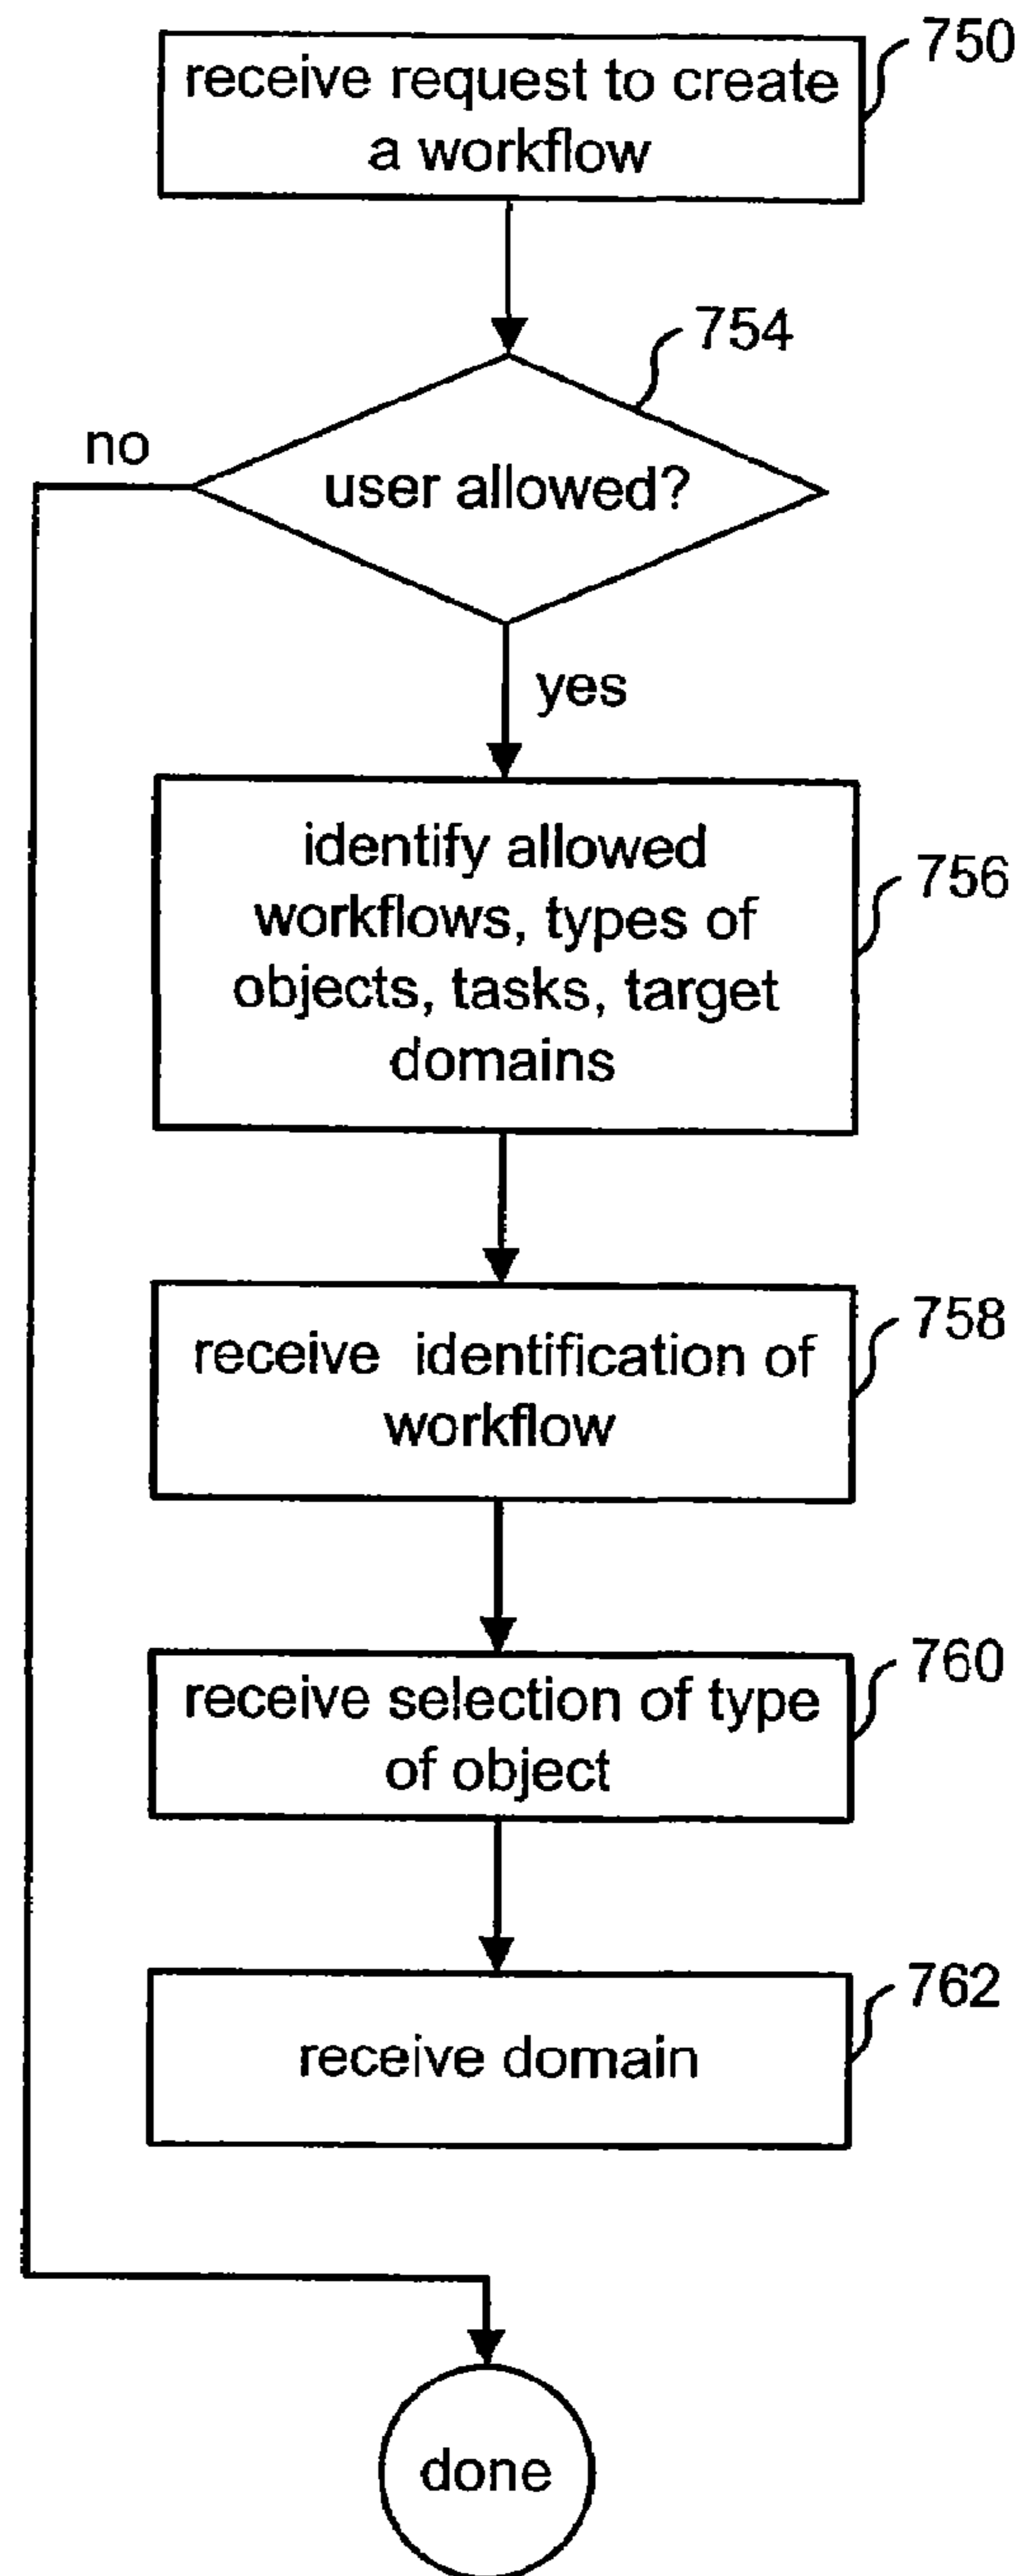 receive request to create
a workflow
750
754
no
user allowed?
yes
identify allowed
workflows, types of
objects, tasks, target
domains
756
receive identification of
workflow
758
receive selection of type
of object
760
receive domain
762
done